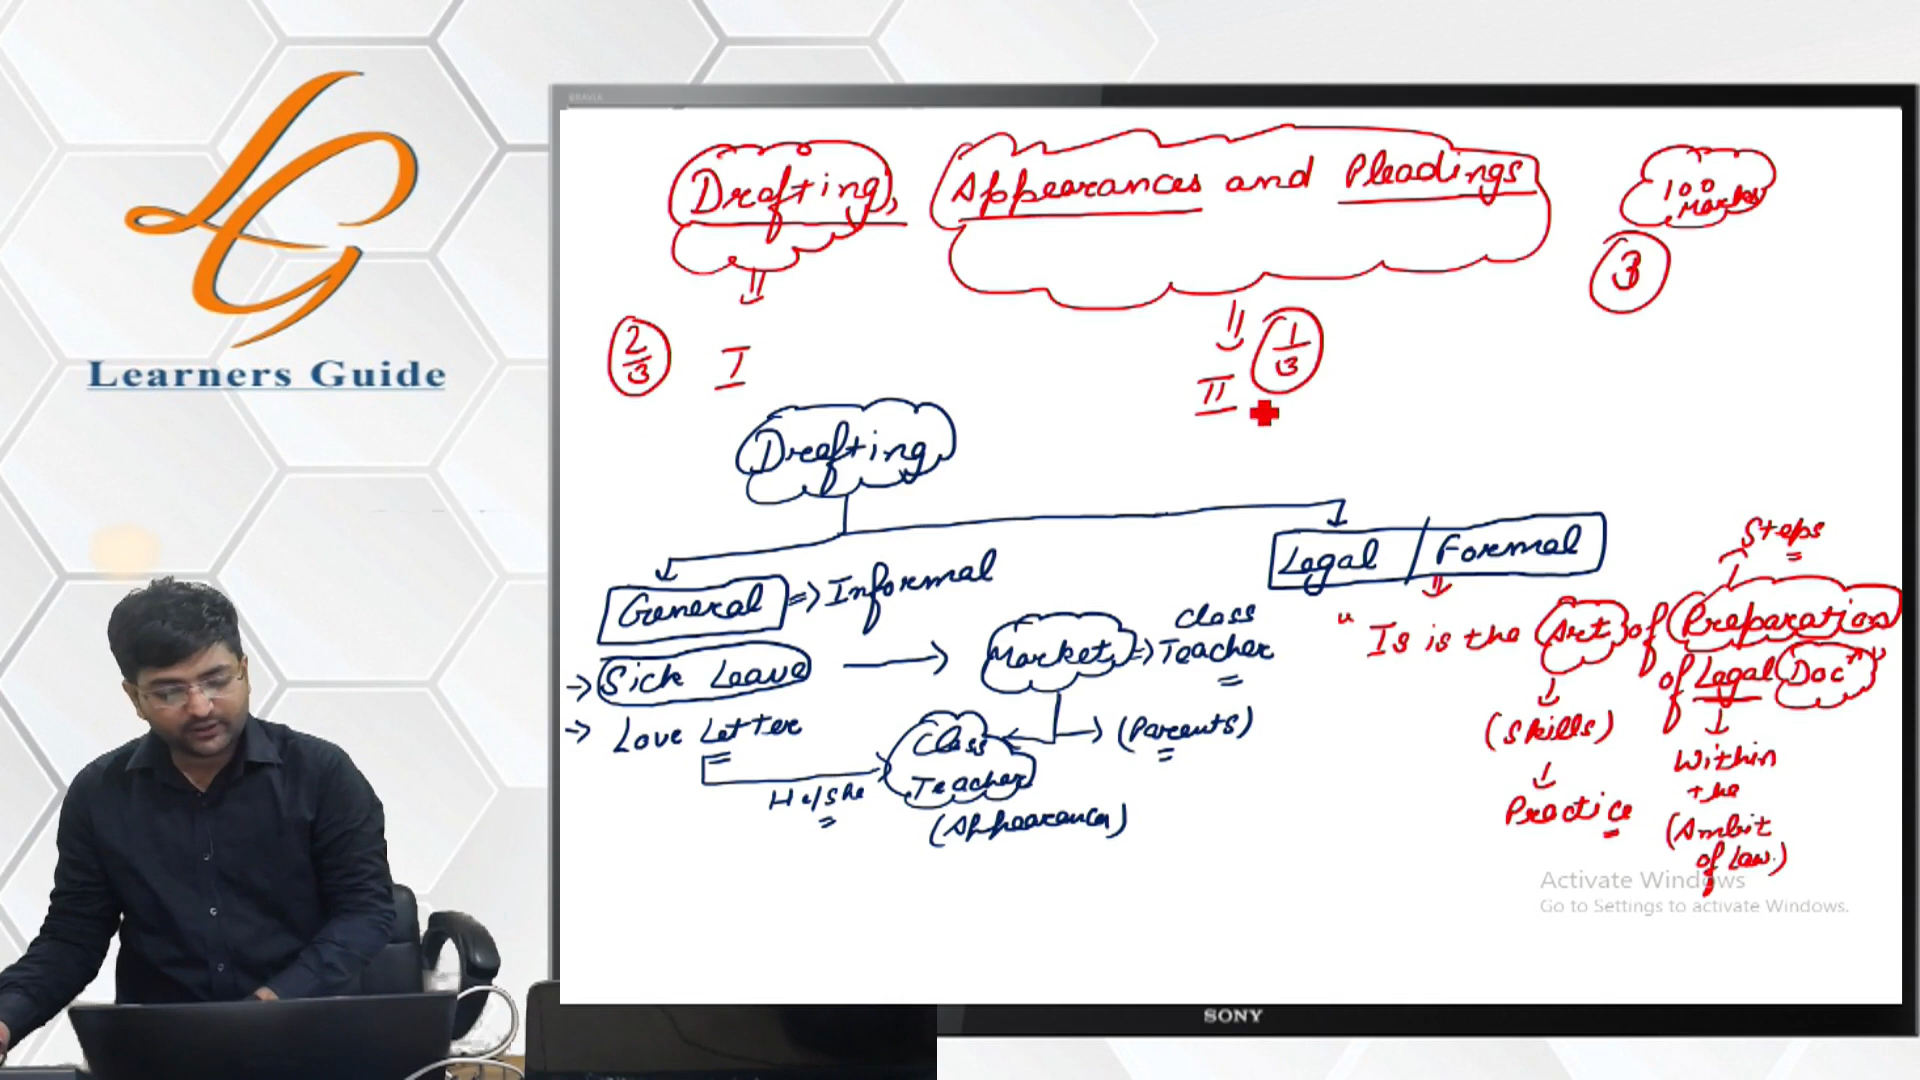 LG
Learners Guide
BRAVIA
Drafting, Appearances and Pleadings
100
Marks
3
2/3
I
1/3
II
Drafting
General => Informal
Legal / Formal
Steps
" Is is the Art of Preparation
of Legal Docⁿ"
(Skills)
Practice
Within
the
(Ambit
of Law.)
-> Sick Leave -> Market => Class
Teacher
-> Love Letter
He/she
Class
Teacher
(Appearance)
(Parents)
Activate Windows
Go to Settings to activate Windows.
SONY